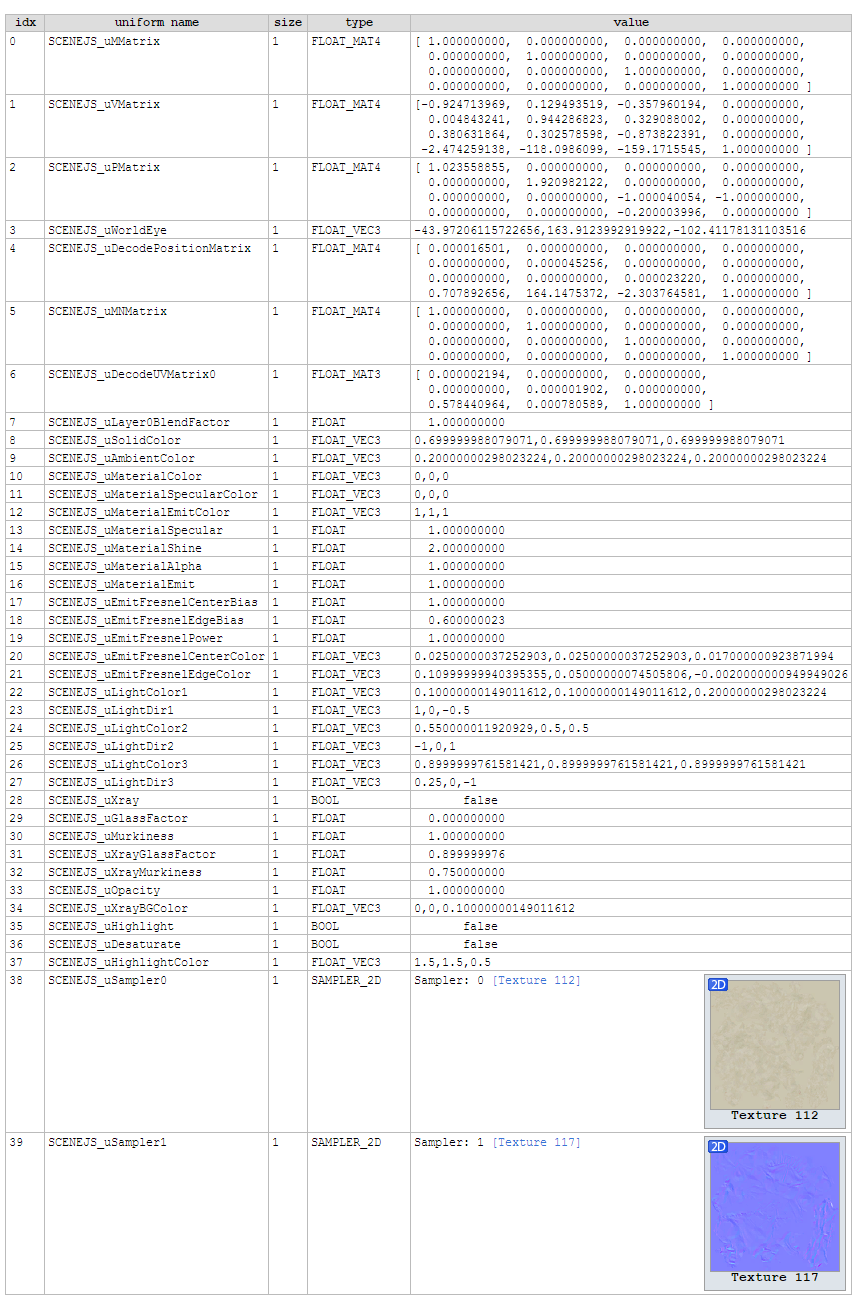 idx uniform name size type value
0 SCENEJS_uMMatrix 1 FLOAT_MAT4 [ 1.000000000, 0.000000000, 0.000000000, 0.000000000,
0.000000000, 1.000000000, 0.000000000, 0.000000000,
0.000000000, 0.000000000, 1.000000000, 0.000000000,
0.000000000, 0.000000000, 0.000000000, 1.000000000 ]
1 SCENEJS_uVMatrix 1 FLOAT_MAT4 [-0.924713969, 0.129493519, -0.357960194, 0.000000000,
0.004843241, 0.944286823, 0.329088002, 0.000000000,
0.380631864, 0.302578598, -0.873822391, 0.000000000,
-2.474259138, -118.0986099, -159.1715545, 1.000000000 ]
2 SCENEJS_uPMatrix 1 FLOAT_MAT4 [ 1.023558855, 0.000000000, 0.000000000, 0.000000000,
0.000000000, 1.920982122, 0.000000000, 0.000000000,
0.000000000, 0.000000000, -1.000040054, -1.000000000,
0.000000000, 0.000000000, -0.200003996, 0.000000000 ]
3 SCENEJS_uWorldEye 1 FLOAT_VEC3 -43.97206115722656,163.9123992919922,-102.41178131103516
4 SCENEJS_uDecodePositionMatrix 1 FLOAT_MAT4 [ 0.000016501, 0.000000000, 0.000000000, 0.000000000,
0.000000000, 0.000045256, 0.000000000, 0.000000000,
0.000000000, 0.000000000, 0.000023220, 0.000000000,
0.707892656, 164.1475372, -2.303764581, 1.000000000 ]
5 SCENEJS_uMNMatrix 1 FLOAT_MAT4 [ 1.000000000, 0.000000000, 0.000000000, 0.000000000,
0.000000000, 1.000000000, 0.000000000, 0.000000000,
0.000000000, 0.000000000, 1.000000000, 0.000000000,
0.000000000, 0.000000000, 0.000000000, 1.000000000 ]
6 SCENEJS_uDecodeUVMatrix0 1 FLOAT_MAT3 [ 0.000002194, 0.000000000, 0.000000000,
0.000000000, 0.000001902, 0.000000000,
0.578440964, 0.000780589, 1.000000000 ]
7 SCENEJS_uLayer0BlendFactor 1 FLOAT 1.000000000
8 SCENEJS_uSolidColor 1 FLOAT_VEC3 0.699999988079071,0.699999988079071,0.699999988079071
9 SCENEJS_uAmbientColor 1 FLOAT_VEC3 0.20000000298023224,0.20000000298023224,0.20000000298023224
10 SCENEJS_uMaterialColor 1 FLOAT_VEC3 0,0,0
11 SCENEJS_uMaterialSpecularColor 1 FLOAT_VEC3 0,0,0
12 SCENEJS_uMaterialEmitColor 1 FLOAT_VEC3 1,1,1
13 SCENEJS_uMaterialSpecular 1 FLOAT 1.000000000
14 SCENEJS_uMaterialShine 1 FLOAT 2.000000000
15 SCENEJS_uMaterialAlpha 1 FLOAT 1.000000000
16 SCENEJS_uMaterialEmit 1 FLOAT 1.000000000
17 SCENEJS_uEmitFresnelCenterBias 1 FLOAT 1.000000000
18 SCENEJS_uEmitFresnelEdgeBias 1 FLOAT 0.600000023
19 SCENEJS_uEmitFresnelPower 1 FLOAT 1.000000000
20 SCENEJS_uEmitFresnelCenterColor 1 FLOAT_VEC3 0.02500000037252903,0.02500000037252903,0.017000000923871994
21 SCENEJS_uEmitFresnelEdgeColor 1 FLOAT_VEC3 0.10999999940395355,0.05000000074505806,-0.0020000000949949026
22 SCENEJS_uLightColor1 1 FLOAT_VEC3 0.10000000149011612,0.10000000149011612,0.20000000298023224
23 SCENEJS_uLightDir1 1 FLOAT_VEC3 1,0,-0.5
24 SCENEJS_uLightColor2 1 FLOAT_VEC3 0.550000011920929,0.5,0.5
25 SCENEJS_uLightDir2 1 FLOAT_VEC3 -1,0,1
26 SCENEJS_uLightColor3 1 FLOAT_VEC3 0.8999999761581421,0.8999999761581421,0.8999999761581421
27 SCENEJS_uLightDir3 1 FLOAT_VEC3 0.25,0,-1
28 SCENEJS_uXray 1 BOOL false
29 SCENEJS_uGlassFactor 1 FLOAT 0.000000000
30 SCENEJS_uMurkiness 1 FLOAT 1.000000000
31 SCENEJS_uXrayGlassFactor 1 FLOAT 0.899999976
32 SCENEJS_uXrayMurkiness 1 FLOAT 0.750000000
33 SCENEJS_uOpacity 1 FLOAT 1.000000000
34 SCENEJS_uXrayBGColor 1 FLOAT_VEC3 0,0,0.10000000149011612
35 SCENEJS_uHighlight 1 BOOL false
36 SCENEJS_uDesaturate 1 BOOL false
37 SCENEJS_uHighlightColor 1 FLOAT_VEC3 1.5,1.5,0.5
38 SCENEJS_uSampler0 1 SAMPLER_2D Sampler: 0 [Texture 112] 2D
Texture 112
39 SCENEJS_uSampler1 1 SAMPLER_2D Sampler: 1 [Texture 117] 2D
Texture 117